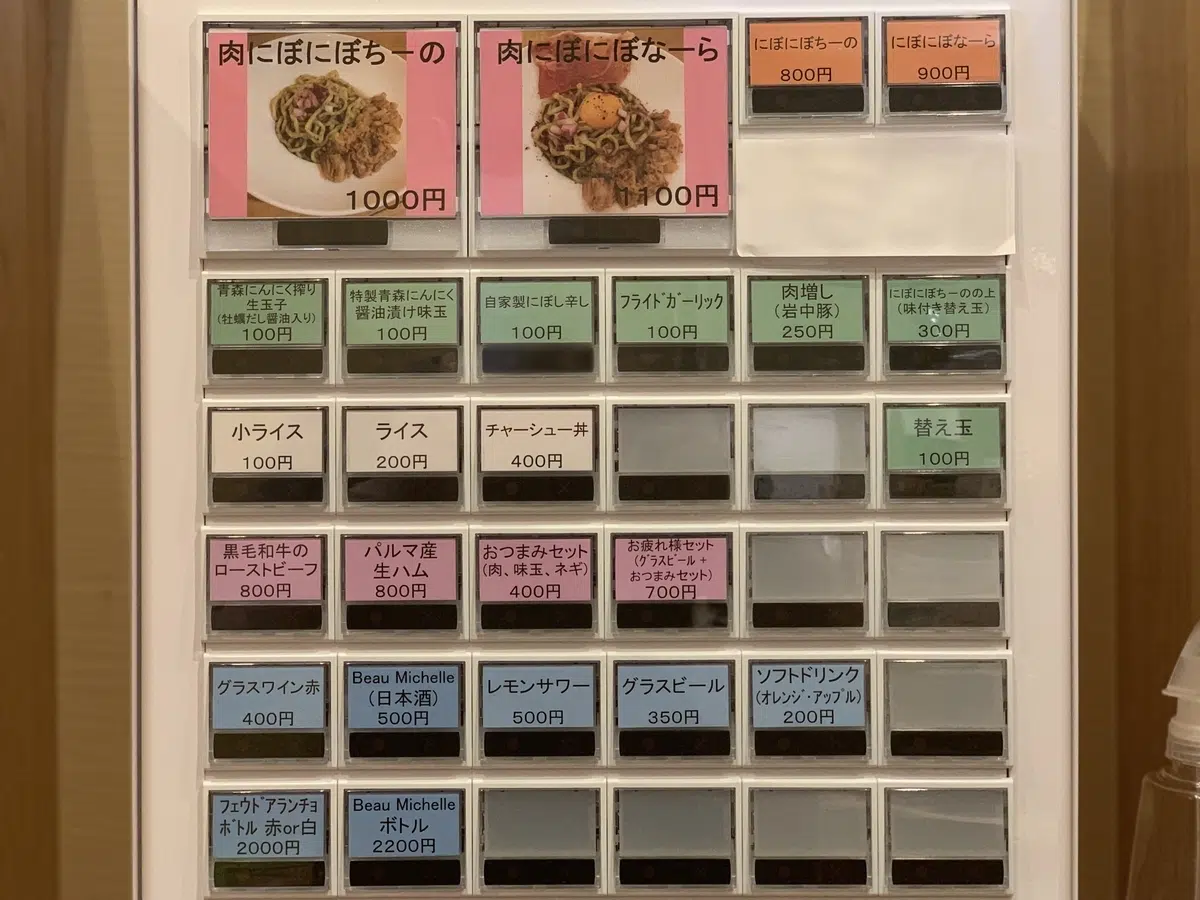 肉にぼにぼちーの
1000円
肉にぼにぼなーら
1100円
にぼにぼちーの
800円
にぼにぼなーら
900円
青森にんにく搾り
生玉子
(牡蠣だし醤油入り)
100円
特製青森にんにく
醤油漬け味玉
100円
自家製にぼし辛し
100円
フライドガーリック
100円
肉増し
(岩中豚)
250円
にぼにぼちーのの上
(味付き替え玉)
300円
小ライス
100円
ライス
200円
チャーシュー丼
400円
替え玉
100円
黒毛和牛の
ローストビーフ
800円
パルマ産
生ハム
800円
おつまみセット
(肉、味玉、ネギ)
400円
お疲れ様セット
(グラスビール +
おつまみセット)
700円
グラスワイン赤
400円
Beau Michelle
(日本酒)
500円
レモンサワー
500円
グラスビール
350円
ソフトドリンク
(オレンジ・アップル)
200円
フェウドアランチョ
ボトル 赤or白
2000円
Beau Michelle
ボトル
2200円